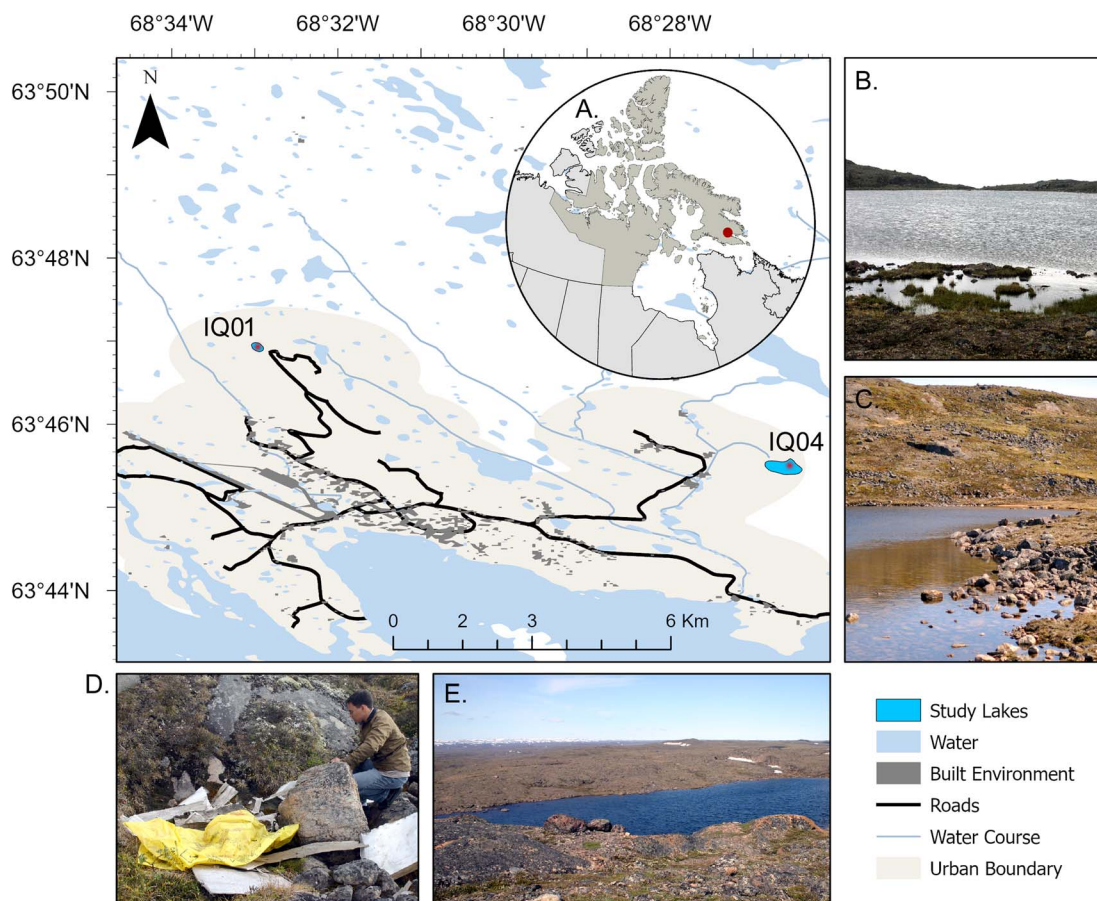 68°34'W 68°32'W 68°30'W 68°28'W
63°50'N
63°48'N
63°46'N
63°44'N
N
A.
IQ01
IQ04
0 2 3 6 Km
B.
C.
D.
E.
Study Lakes
Water
Built Environment
Roads
Water Course
Urban Boundary